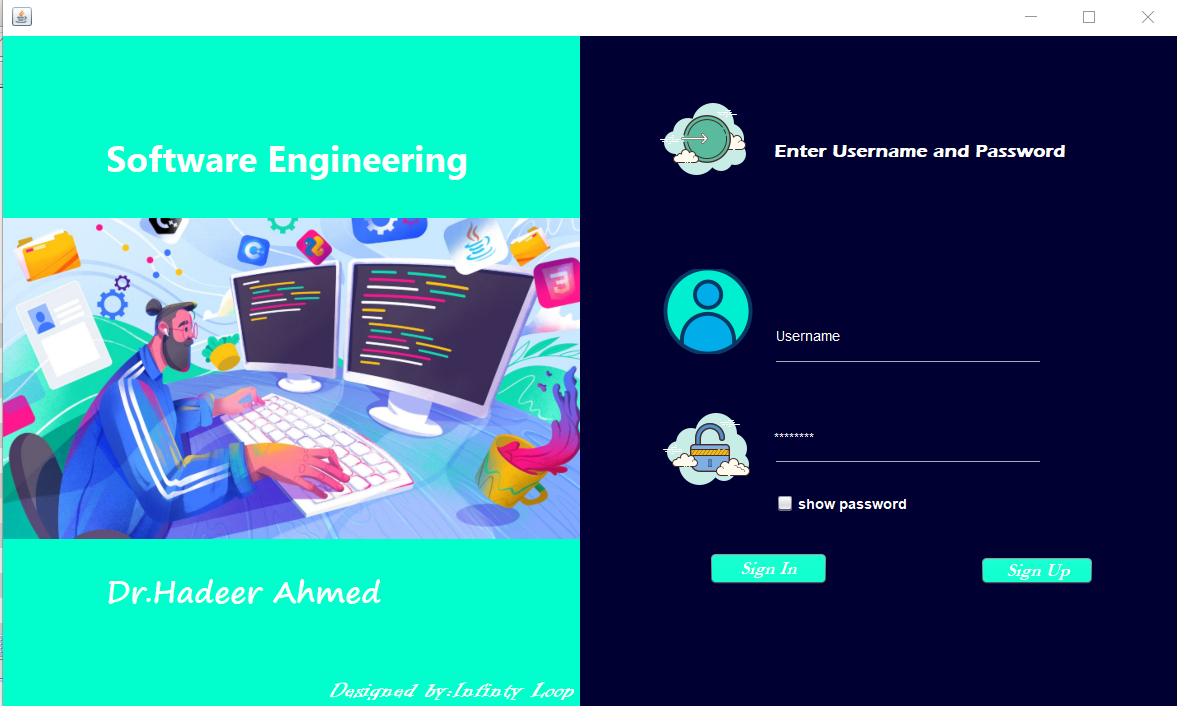 Software Engineering
Dr.Hadeer Ahmed
Designed by:Infinty Loop
Enter Username and Password
Username
********
show password
Sign In
Sign Up